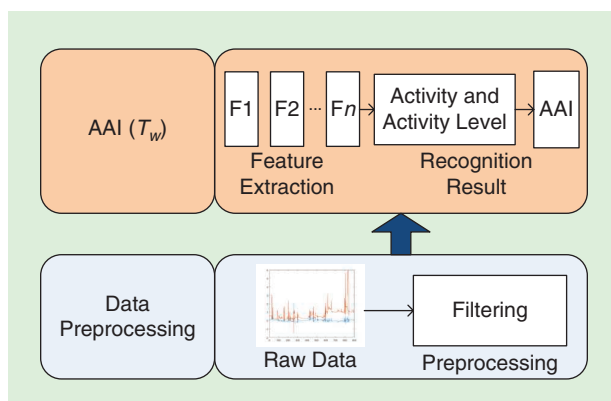 AAI (Tw)
F1 F2 ... Fn
Activity and
Activity Level
AAI
Feature
Extraction
Recognition
Result
Data
Preprocessing
Raw Data
Filtering
Preprocessing